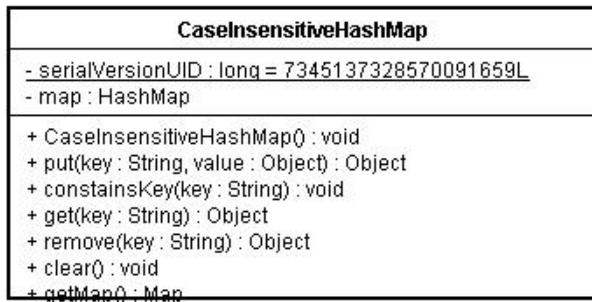 CaseInsensitiveHashMap
- serialVersionUID : long = 7345137328570091659L
- map : HashMap
+ CaseInsensitiveHashMap() : void
+ put(key : String, value : Object) : Object
+ constainsKey(key : String) : void
+ get(key : String) : Object
+ remove(key : String) : Object
+ clear() : void
+ getMap() : Map